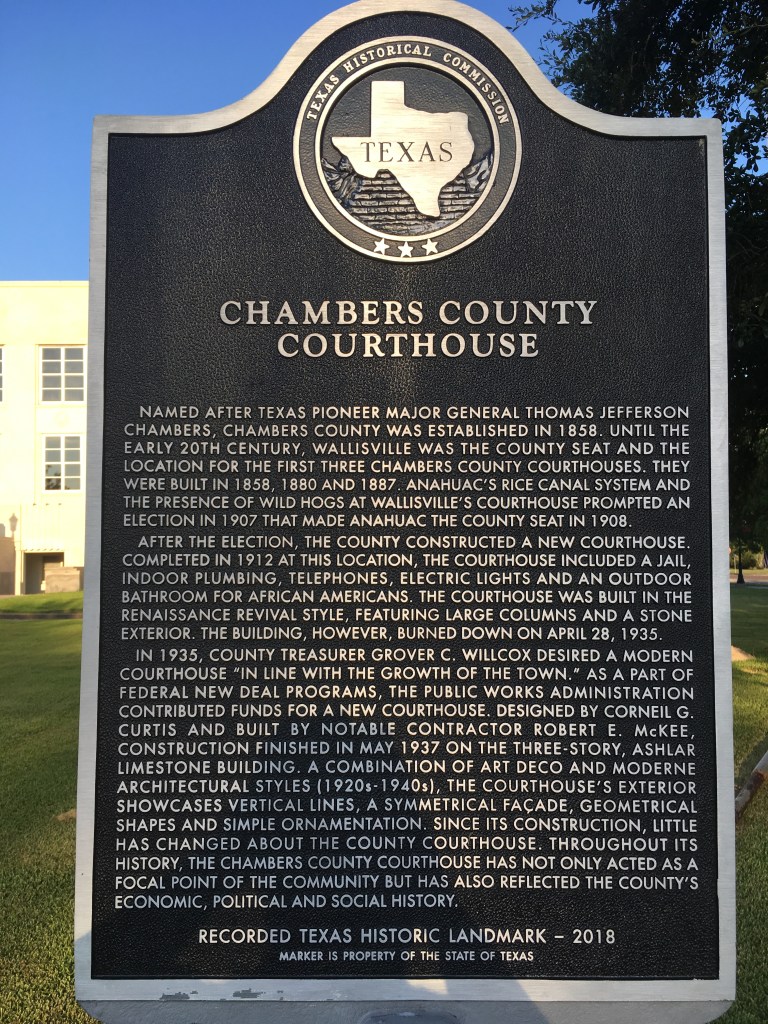 TEXAS HISTORICAL COMMISSION
TEXAS
CHAMBERS COUNTY
COURTHOUSE
NAMED AFTER TEXAS PIONEER MAJOR GENERAL THOMAS JEFFERSON
CHAMBERS, CHAMBERS COUNTY WAS ESTABLISHED IN 1858. UNTIL THE
EARLY 20TH CENTURY, WALLISVILLE WAS THE COUNTY SEAT AND THE
LOCATION FOR THE FIRST THREE CHAMBERS COUNTY COURTHOUSES. THEY
WERE BUILT IN 1858, 1880 AND 1887. ANAHUAC'S RICE CANAL SYSTEM AND
THE PRESENCE OF WILD HOGS AT WALLISVILLE'S COURTHOUSE PROMPTED AN
ELECTION IN 1907 THAT MADE ANAHUAC THE COUNTY SEAT IN 1908.
AFTER THE ELECTION, THE COUNTY CONSTRUCTED A NEW COURTHOUSE.
COMPLETED IN 1912 AT THIS LOCATION, THE COURTHOUSE INCLUDED A JAIL,
INDOOR PLUMBING, TELEPHONES, ELECTRIC LIGHTS AND AN OUTDOOR
BATHROOM FOR AFRICAN AMERICANS. THE COURTHOUSE WAS BUILT IN THE
RENAISSANCE REVIVAL STYLE, FEATURING LARGE COLUMNS AND A STONE
EXTERIOR. THE BUILDING, HOWEVER, BURNED DOWN ON APRIL 28, 1935.
IN 1935, COUNTY TREASURER GROVER C. WILLCOX DESIRED A MODERN
COURTHOUSE "IN LINE WITH THE GROWTH OF THE TOWN." AS A PART OF
FEDERAL NEW DEAL PROGRAMS, THE PUBLIC WORKS ADMINISTRATION
CONTRIBUTED FUNDS FOR A NEW COURTHOUSE. DESIGNED BY CORNEIL G.
CURTIS AND BUILT BY NOTABLE CONTRACTOR ROBERT E. McKEE,
CONSTRUCTION FINISHED IN MAY 1937 ON THE THREE-STORY, ASHLAR
LIMESTONE BUILDING. A COMBINATION OF ART DECO AND MODERNE
ARCHITECTURAL STYLES (1920s-1940s), THE COURTHOUSE'S EXTERIOR
SHOWCASES VERTICAL LINES, A SYMMETRICAL FAÇADE, GEOMETRICAL
SHAPES AND SIMPLE ORNAMENTATION. SINCE ITS CONSTRUCTION, LITTLE
HAS CHANGED ABOUT THE COUNTY COURTHOUSE. THROUGHOUT ITS
HISTORY, THE CHAMBERS COUNTY COURTHOUSE HAS NOT ONLY ACTED AS A
FOCAL POINT OF THE COMMUNITY BUT HAS ALSO REFLECTED THE COUNTY'S
ECONOMIC, POLITICAL AND SOCIAL HISTORY.
RECORDED TEXAS HISTORIC LANDMARK – 2018
MARKER IS PROPERTY OF THE STATE OF TEXAS